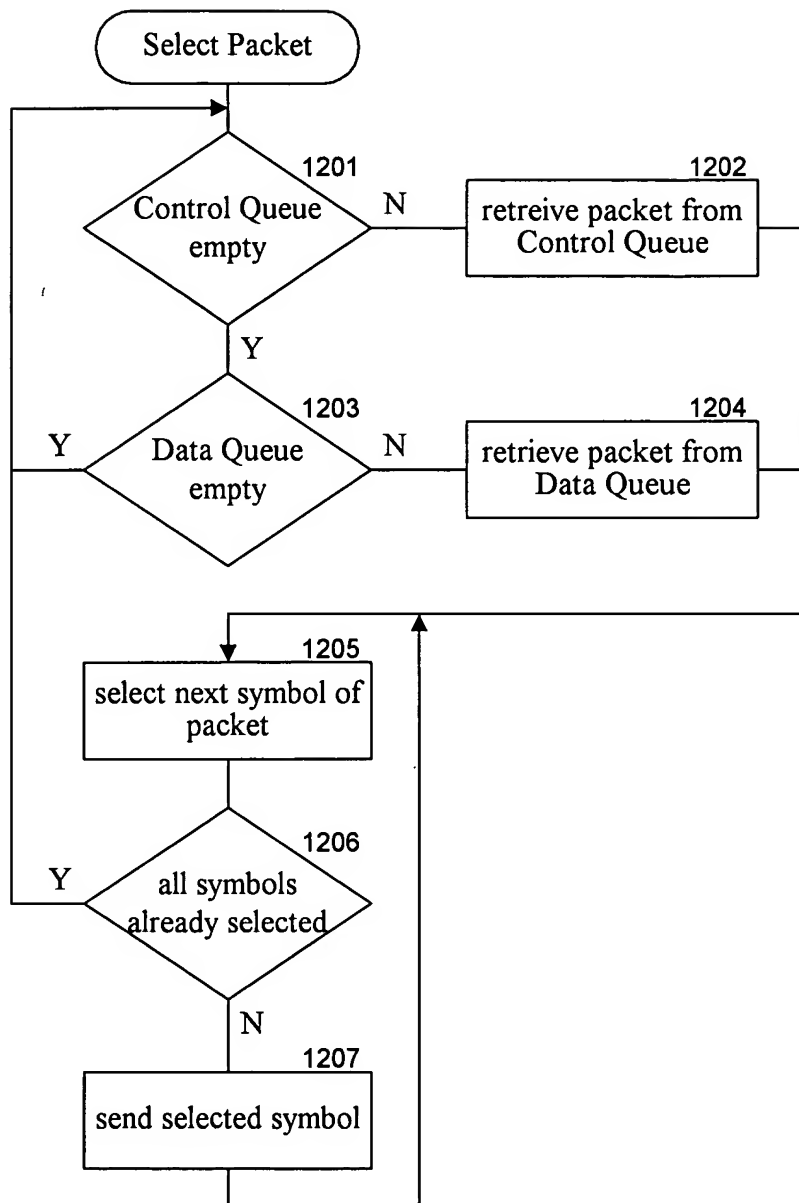 Select Packet
1201
Control Queue
empty
N
1202
retreive packet from
Control Queue
Y
1203
Data Queue
empty
Y
N
1204
retrieve packet from
Data Queue
1205
select next symbol of
packet
1206
all symbols
already selected
Y
N
1207
send selected symbol